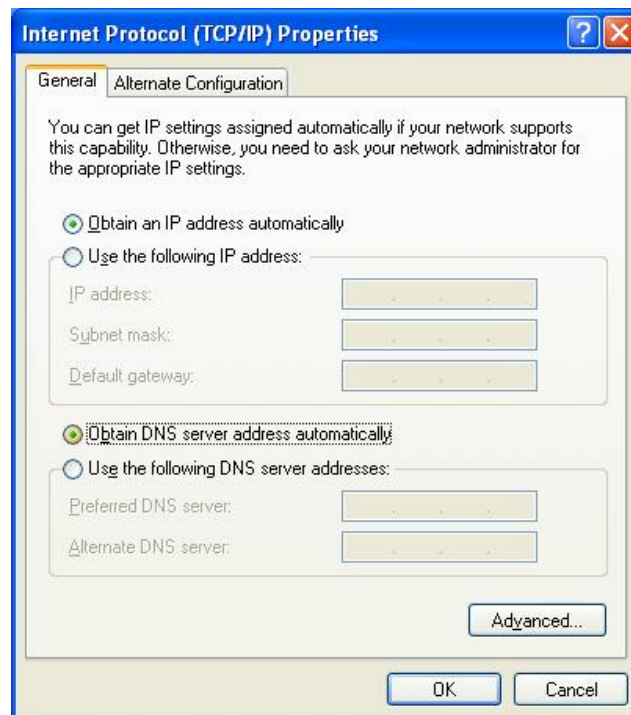 Internet Protocol (TCP/IP) Properties
General
Alternate Configuration
You can get IP settings assigned automatically if your network supports
this capability. Otherwise, you need to ask your network administrator for
the appropriate IP settings.
Obtain an IP address automatically
Use the following IP address:
IP address:
Subnet mask:
Default gateway:
Obtain DNS server address automatically
Use the following DNS server addresses:
Preferred DNS server:
Alternate DNS server:
Advanced...
OK
Cancel